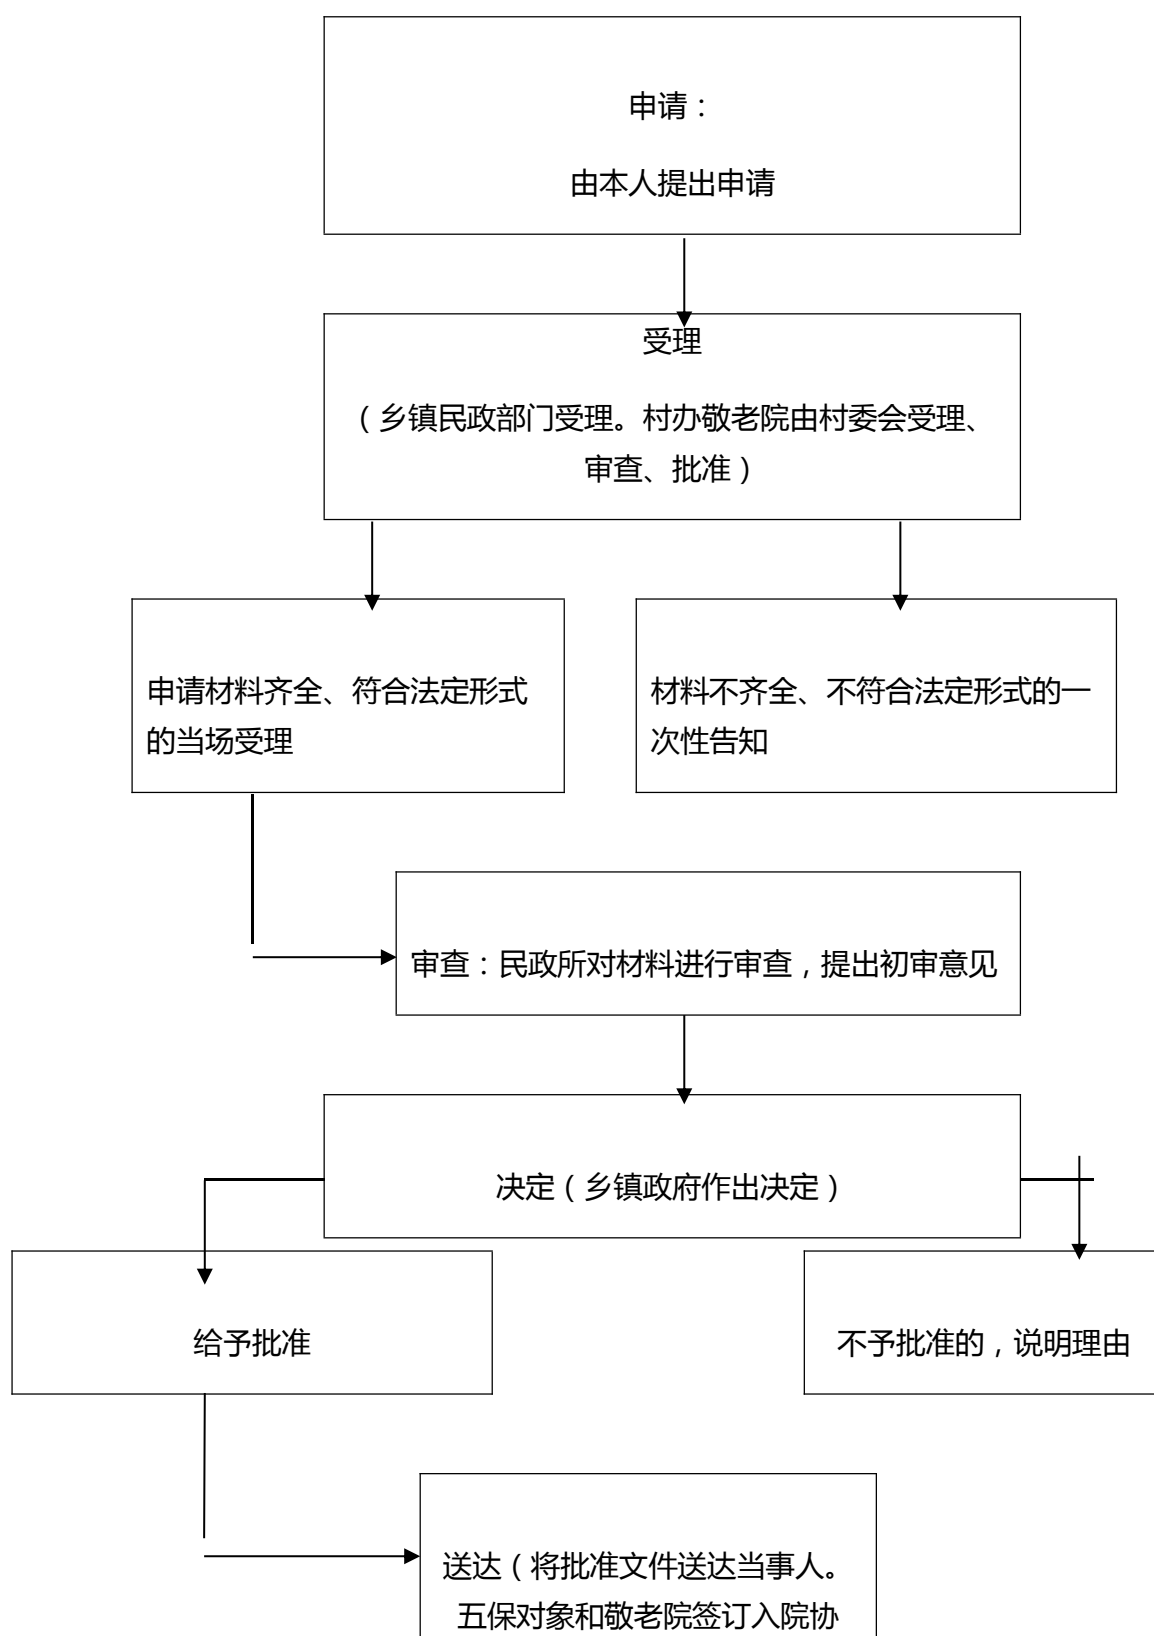 申请：
由本人提出申请
受理
（乡镇民政部门受理。村办敬老院由村委会受理、
审查、批准）
申请材料齐全、符合法定形式
的当场受理
材料不齐全、不符合法定形式的一
次性告知
审查：民政所对材料进行审查，提出初审意见
决定（乡镇政府作出决定）
给予批准
不予批准的，说明理由
送达（将批准文件送达当事人。
五保对象和敬老院签订入院协